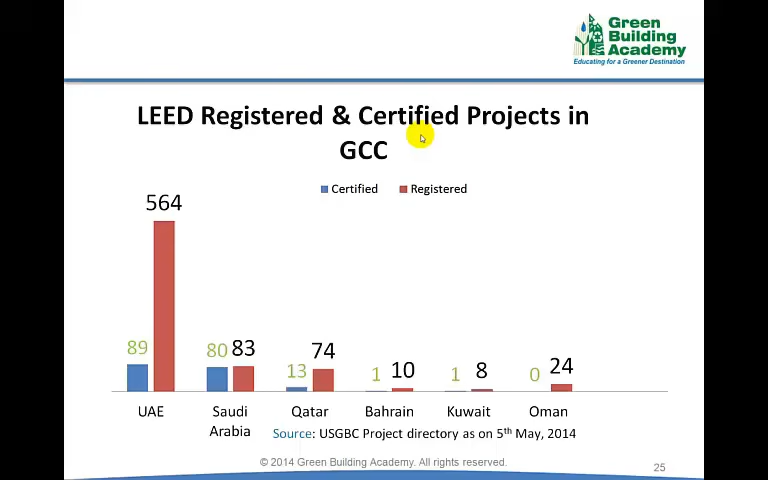 Green
Building
Academy
Educating for a Greener Destination
LEED Registered & Certified Projects in
GCC
Certified Registered
564
89
80 83
13 74
1 10
1 8
0 24
UAE Saudi Arabia Qatar Bahrain Kuwait Oman
Source: USGBC Project directory as on 5th May, 2014
© 2014 Green Building Academy. All rights reserved.
25